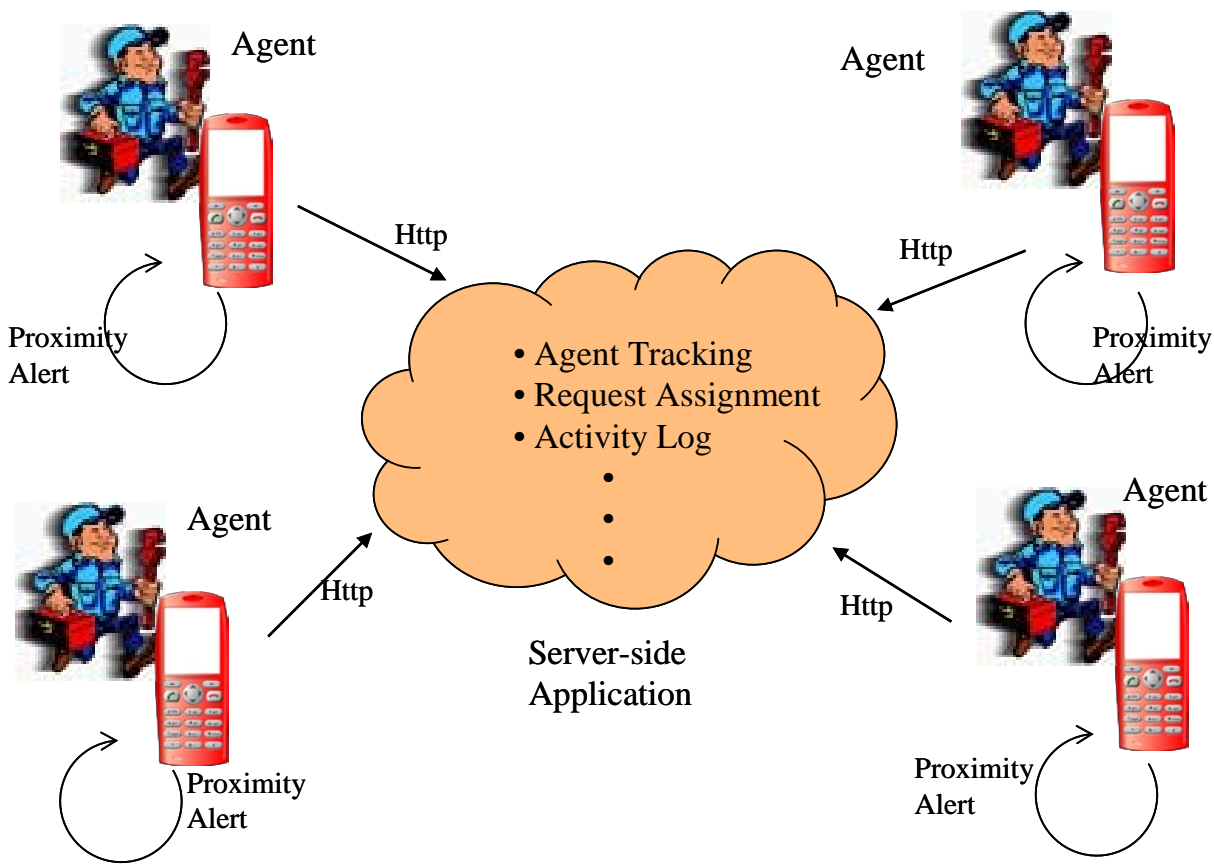 Agent
Agent
Http
Http
Proximity
Alert
Proximity
Alert
• Agent Tracking
• Request Assignment
• Activity Log
•
•
•
Agent
Agent
Http
Http
Server-side
Application
Proximity
Alert
Proximity
Alert